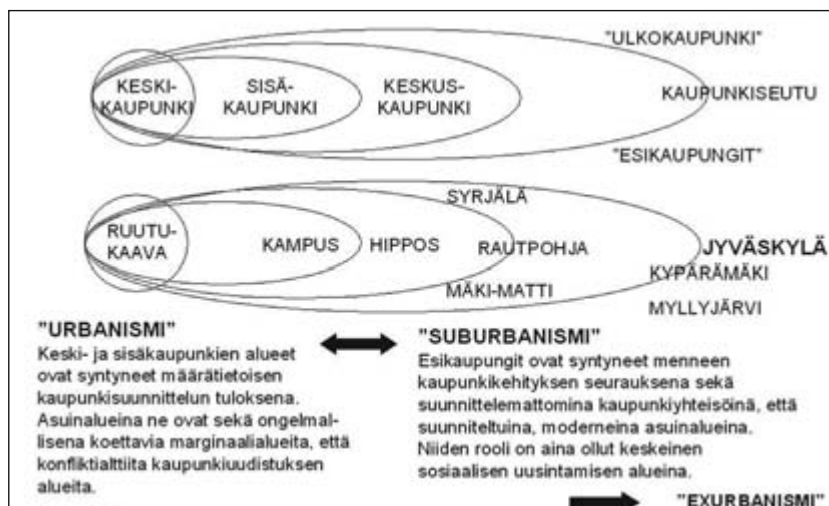 "ULKOKAUPUNKI"
KESKI-
KAUPUNKI
SISÄ-
KAUPUNKI
KESKUS-
KAUPUNKI
KAUPUNKISEUTU
"ESIKAUPUNGIT"
SYRJÄLÄ
RUUTU-
KAAVA
KAMPUS
HIPPOS
RAUTPOHJA
JYVÄSKYLÄ
KYPÄRÄMÄKI
MÄKI-MATTI
MYLLYJÄRVI
"URBANISMI"
Keski- ja sisäkaupunkien alueet
ovat syntyneet määrätietoisen
kaupunkisuunnittelun tuloksena.
Asuinalueina ne ovat sekä ongelmal-
lisena koettavia marginaalialueita, että
konfliktialttiita kaupunkiuudistuksen
alueita.
"SUBURBANISMI"
Esikaupungit ovat syntyneet menneen
kaupunkikehityksen seurauksena sekä
suunnittelemattomina kaupunkiyhteisöinä, että
suunniteltuina, moderneina asuinalueina.
Niiden rooli on aina ollut keskeinen
sosiaalisen uusintamisen alueina.
"EXURBANISMI"